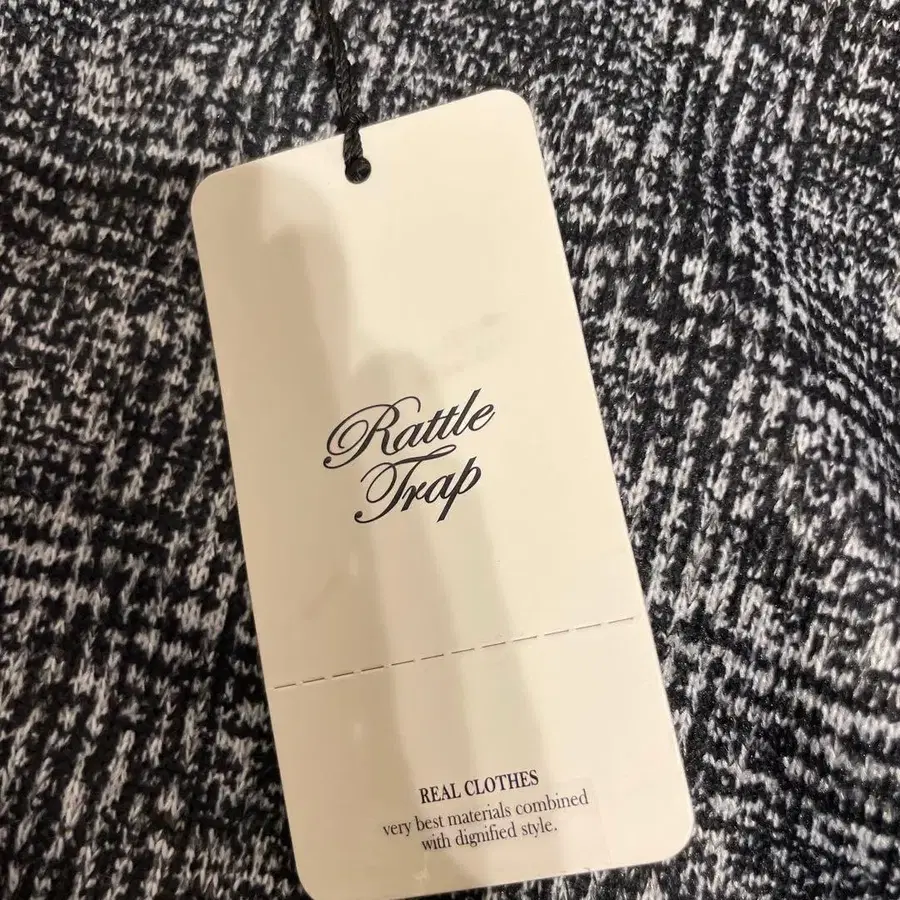 Rattle
Trap
REAL CLOTHES
very best materials combined
with dignified style.